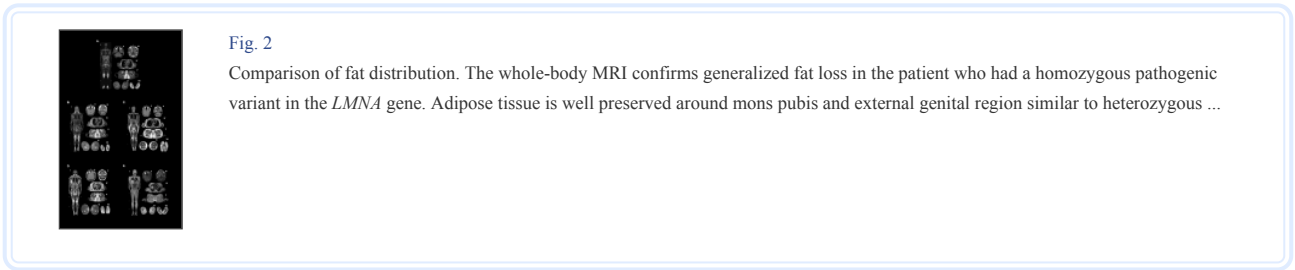 Fig. 2
Comparison of fat distribution. The whole-body MRI confirms generalized fat loss in the patient who had a homozygous pathogenic
variant in the LMNA gene. Adipose tissue is well preserved around mons pubis and external genital region similar to heterozygous ...